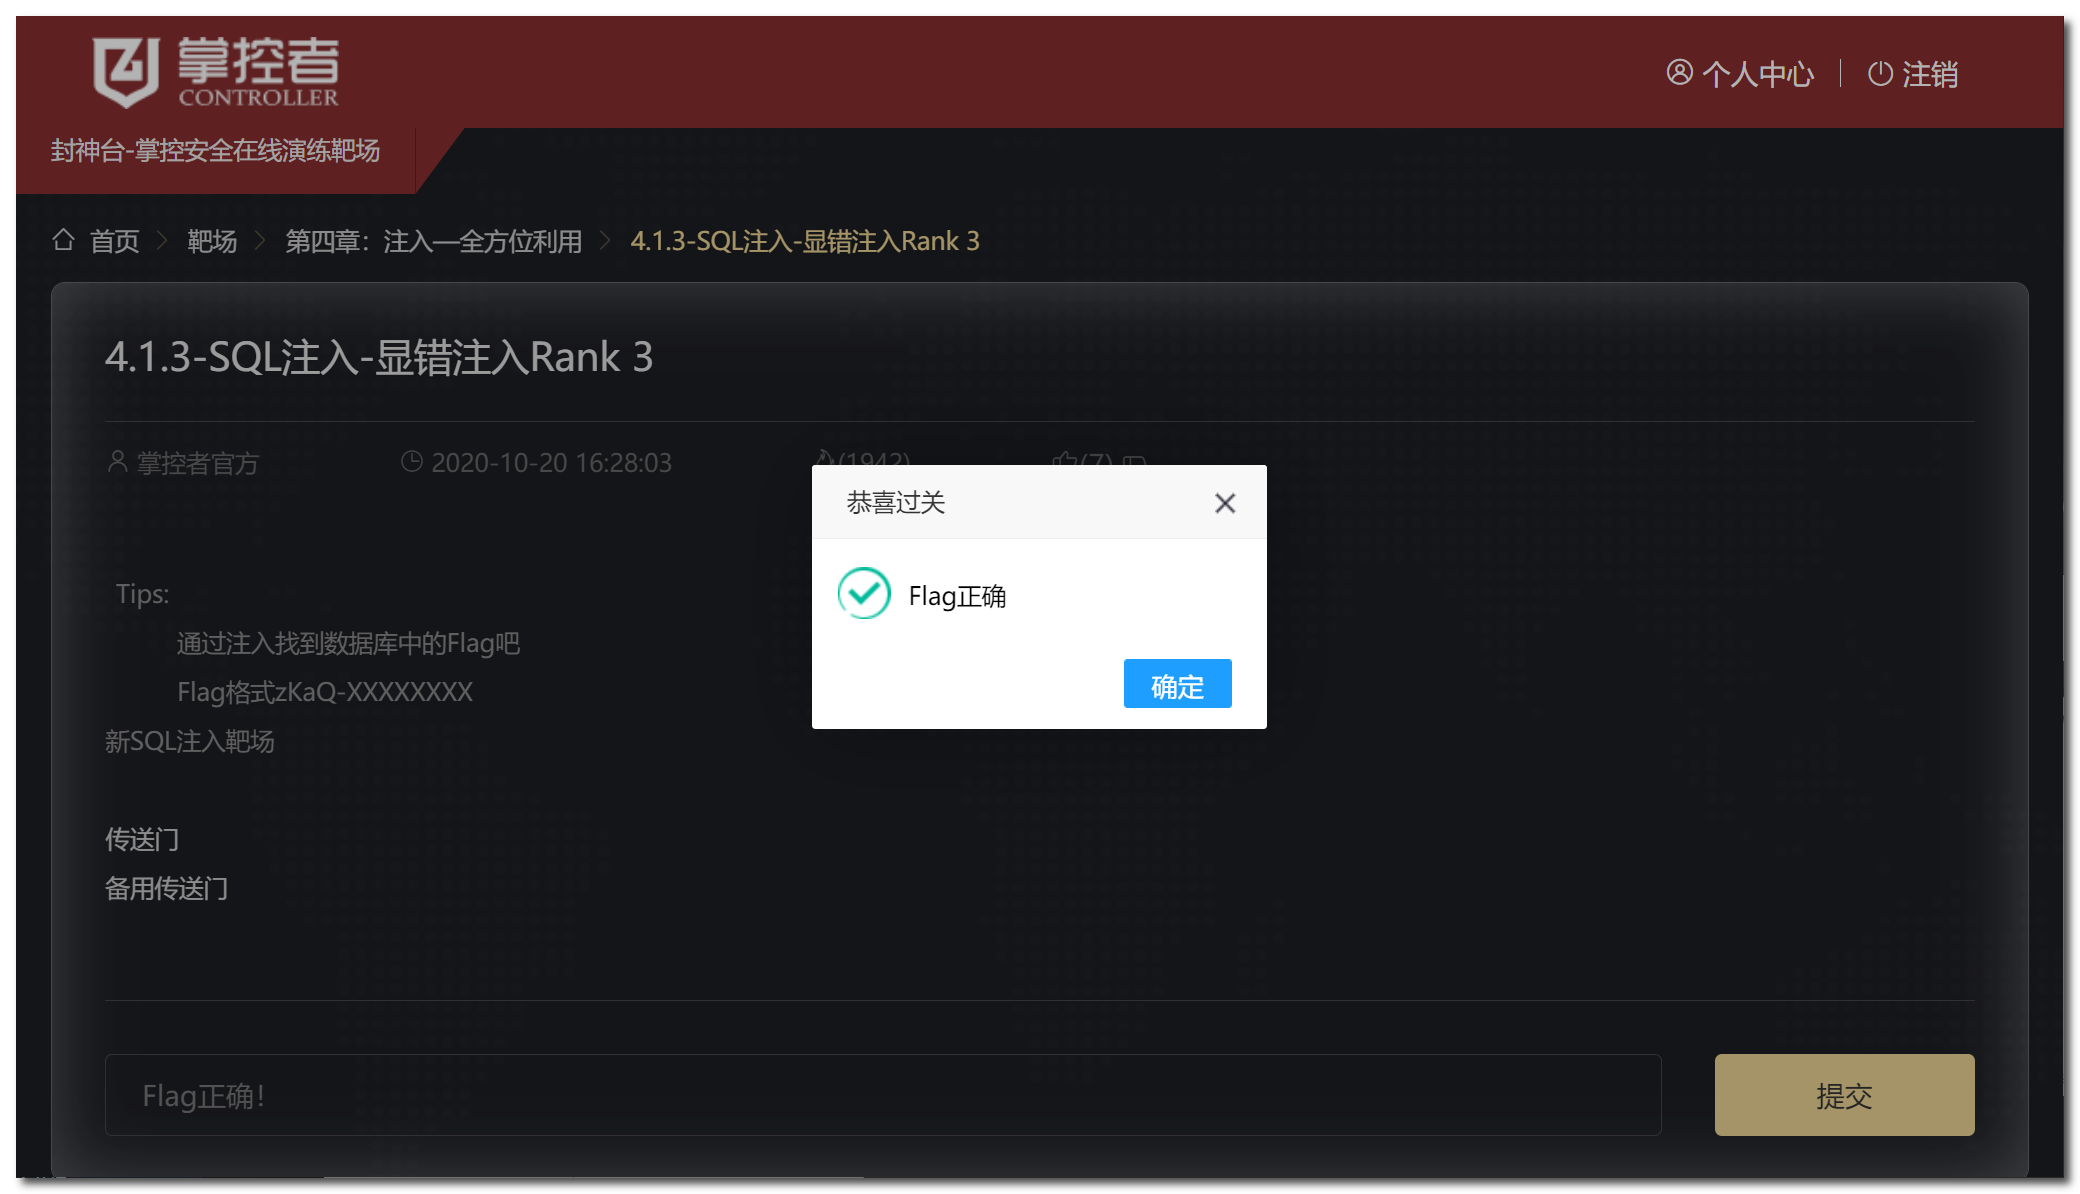 掌控者
CONTROLLER
个人中心
注销
封神台-掌控安全在线演练靶场
首页 > 靶场 > 第四章：注入—全方位利用 > 4.1.3-SQL注入-显错注入Rank 3
4.1.3-SQL注入-显错注入Rank 3
掌控者官方
2020-10-20 16:28:03
(1942)
(7)
恭喜过关
Flag正确
确定
Tips:
通过注入找到数据库中的Flag吧
Flag格式zKaQ-XXXXXXXX
新SQL注入靶场
传送门
备用传送门
Flag正确！
提交